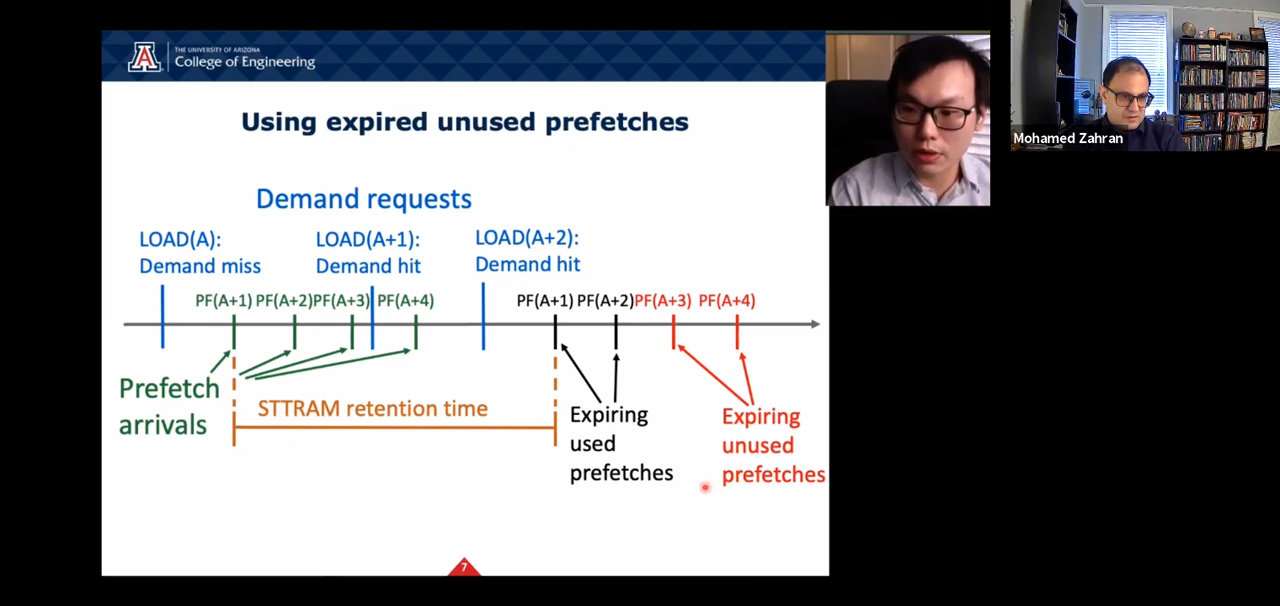 THE UNIVERSITY OF ARIZONA
College of Engineering
Using expired unused prefetches
Demand requests
LOAD(A):
Demand miss
LOAD(A+1):
Demand hit
LOAD(A+2):
Demand hit
PF(A+1) PF(A+2)PF(A+3) PF(A+4)
PF(A+1) PF(A+2)PF(A+3) PF(A+4)
Prefetch
arrivals
STTRAM retention time
Expiring
used
prefetches
Expiring
unused
prefetches
7
Mohamed Zahran